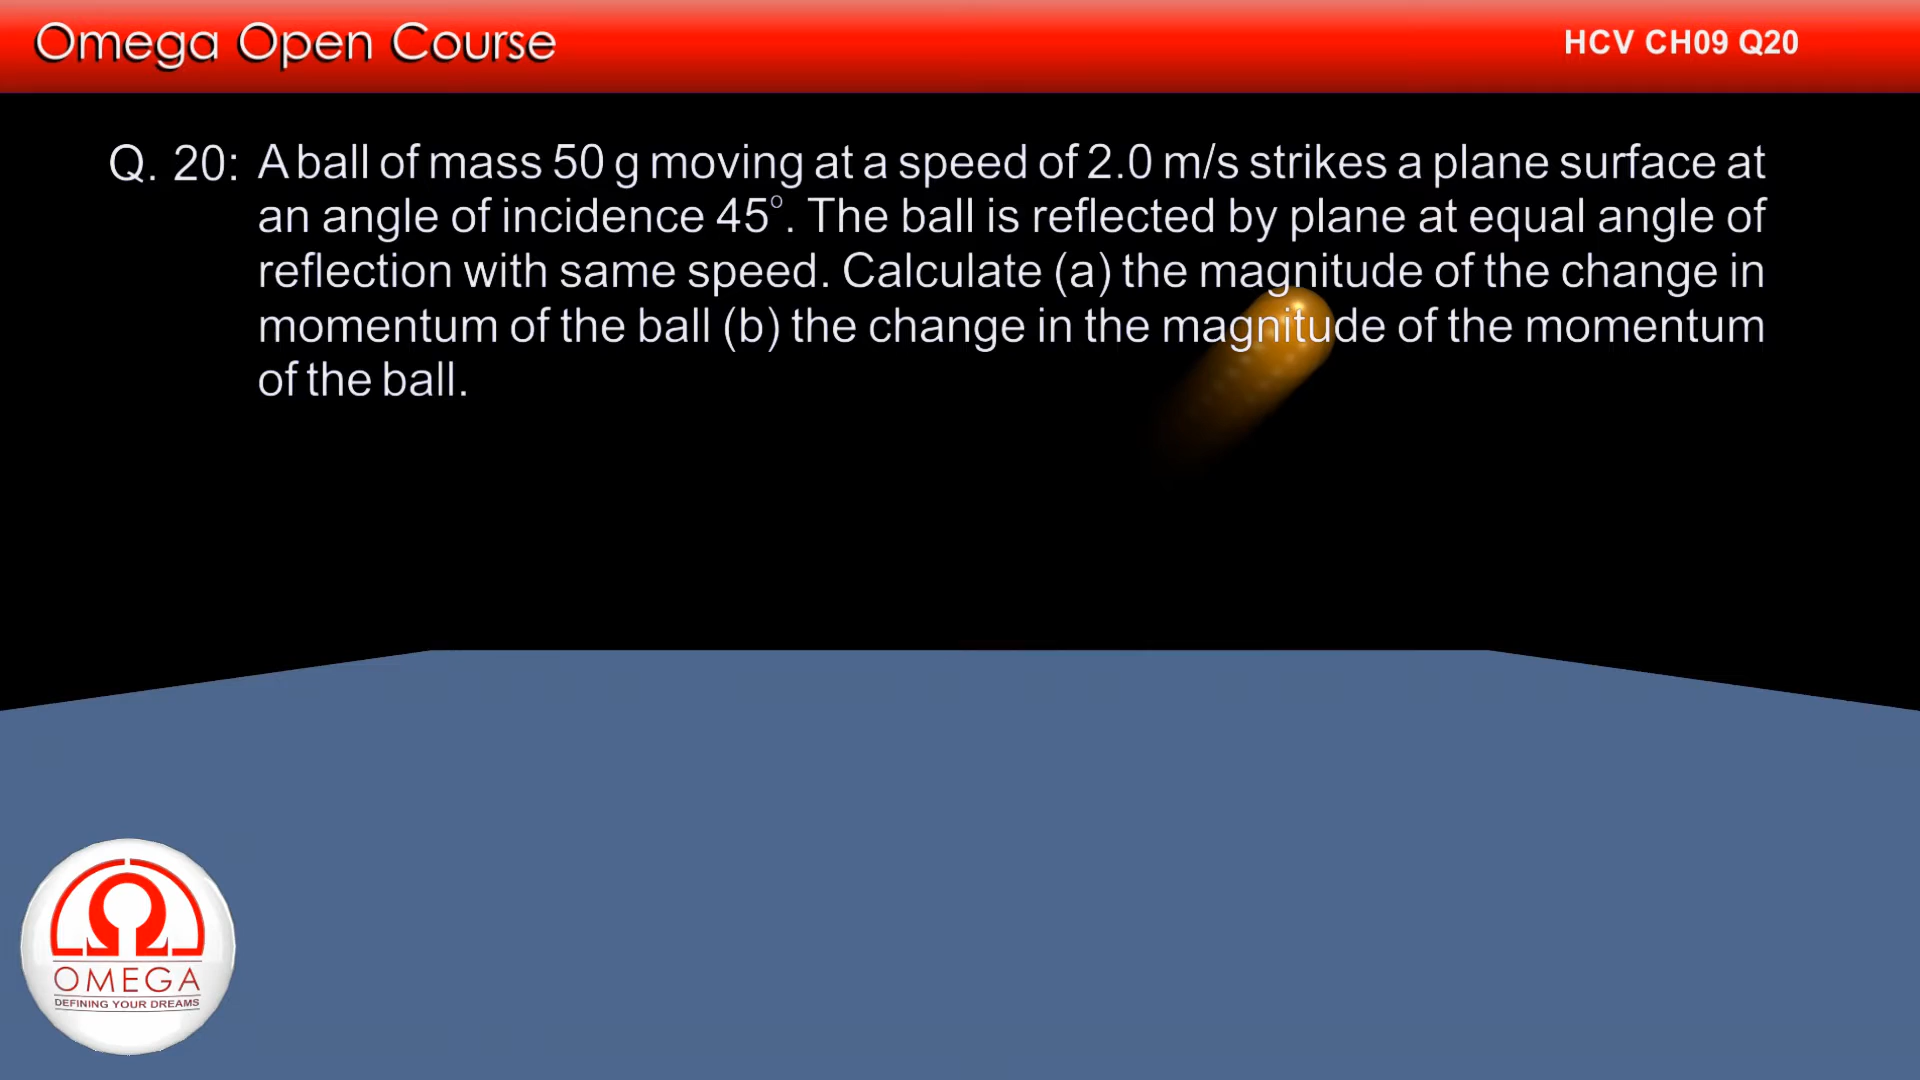 Omega Open Course
HCV CH09 Q20
Q. 20: A ball of mass 50 g moving at a speed of 2.0 m/s strikes a plane surface at
an angle of incidence 45°. The ball is reflected by plane at equal angle of
reflection with same speed. Calculate (a) the magnitude of the change in
momentum of the ball (b) the change in the magnitude of the momentum
of the ball.
OMEGA
DEFINING YOUR DREAMS